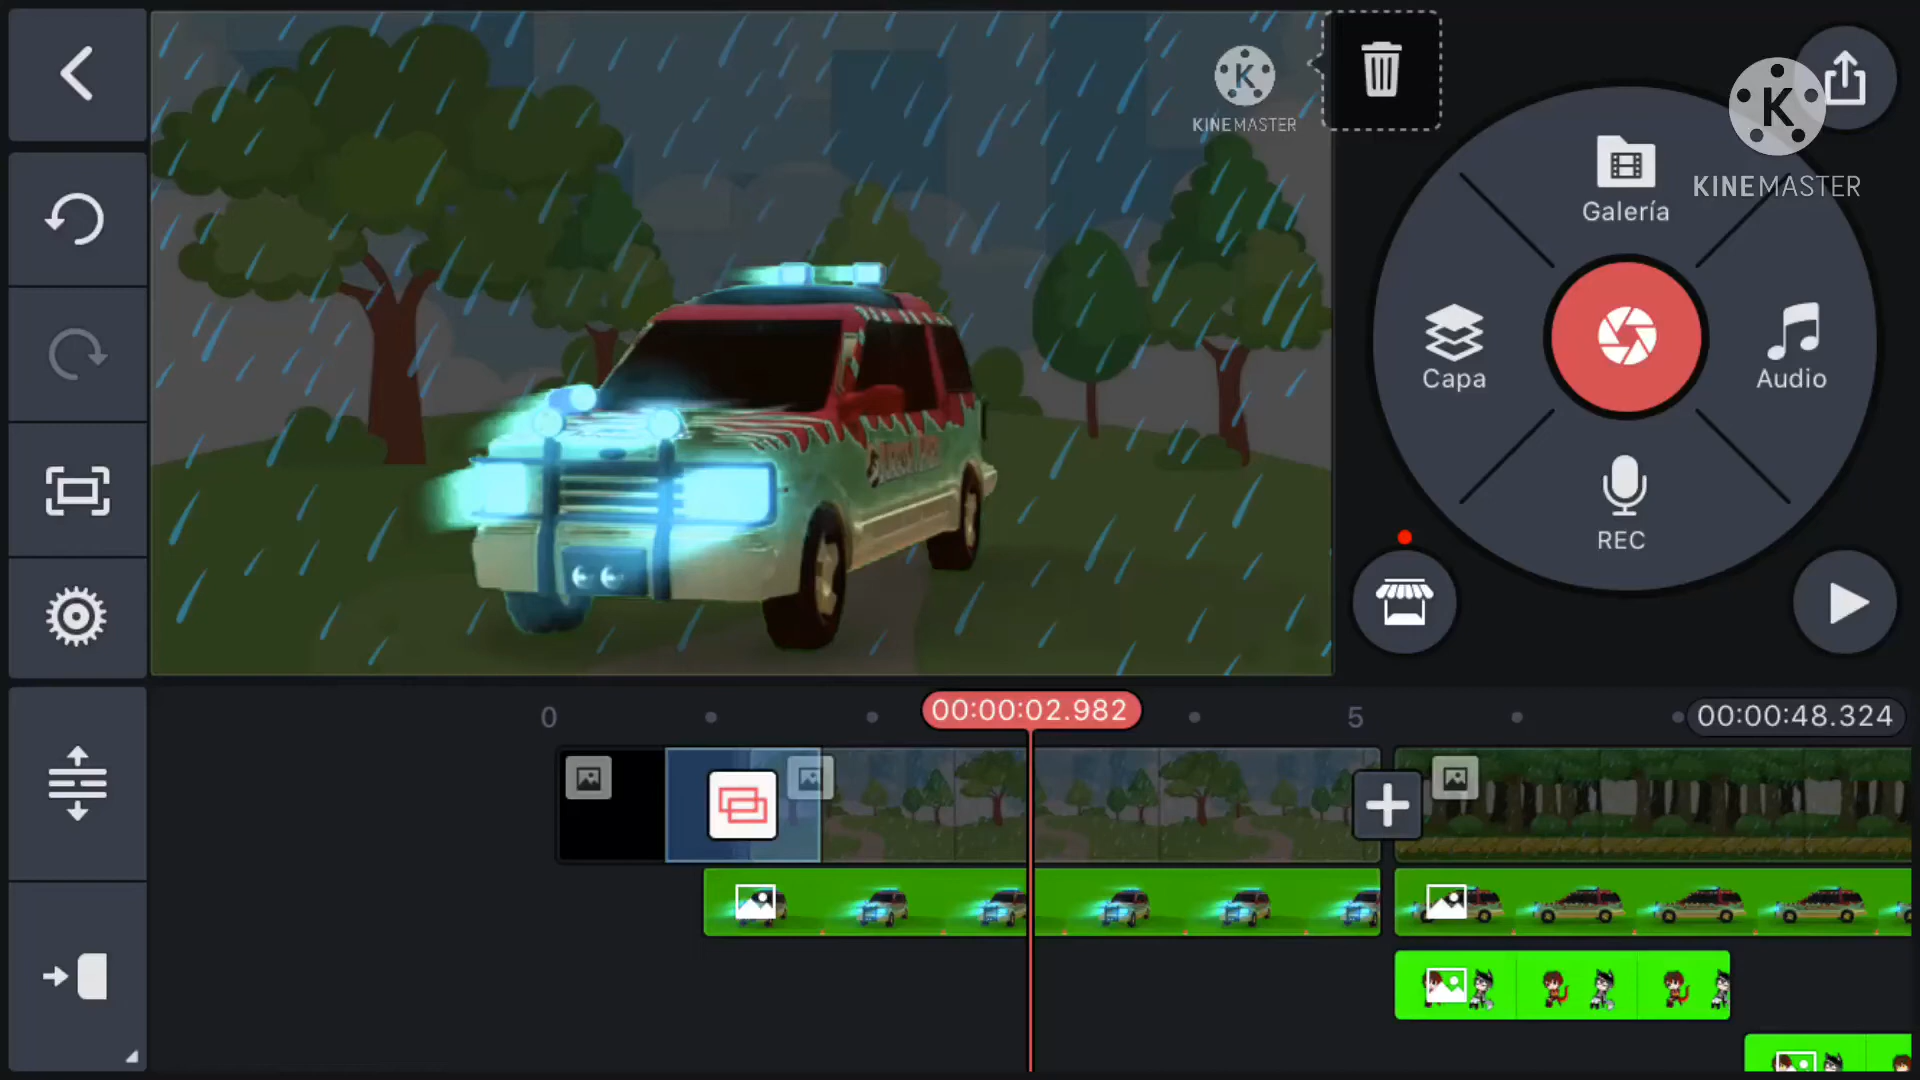 K
KINEMASTER
K
KINEMASTER
Galería
Capa
Audio
REC
0
00:00:02.982
5
00:00:48.324